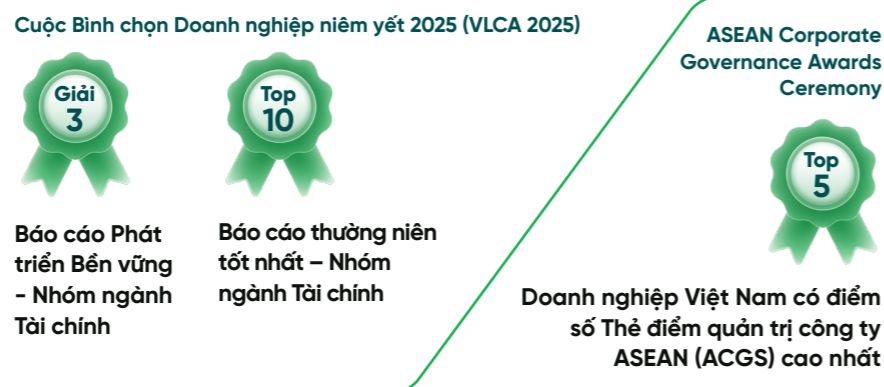 Cuộc Bình chọn Doanh nghiệp niêm yết 2025 (VLCA 2025)
Giải
3
Báo cáo Phát
triển Bền vững
- Nhóm ngành
Tài chính
Top
10
Báo cáo thường niên
tốt nhất – Nhóm
ngành Tài chính
ASEAN Corporate
Governance Awards
Ceremony
Top
5
Doanh nghiệp Việt Nam có điểm
số Thẻ điểm quản trị công ty
ASEAN (ACGS) cao nhất